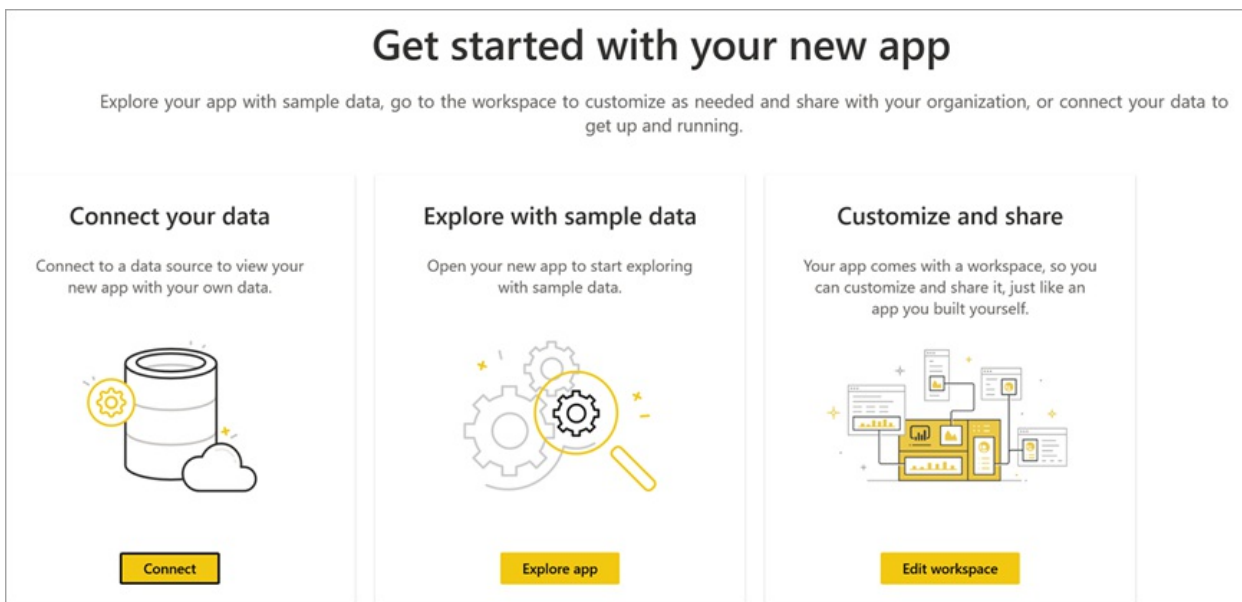 Get started with your new app
Explore your app with sample data, go to the workspace to customize as needed and share with your organization, or connect your data to
get up and running.
Connect your data
Connect to a data source to view your
new app with your own data.
Connect
Explore with sample data
Open your new app to start exploring
with sample data.
Explore app
Customize and share
Your app comes with a workspace, so you
can customize and share it, just like an
app you built yourself.
Edit workspace